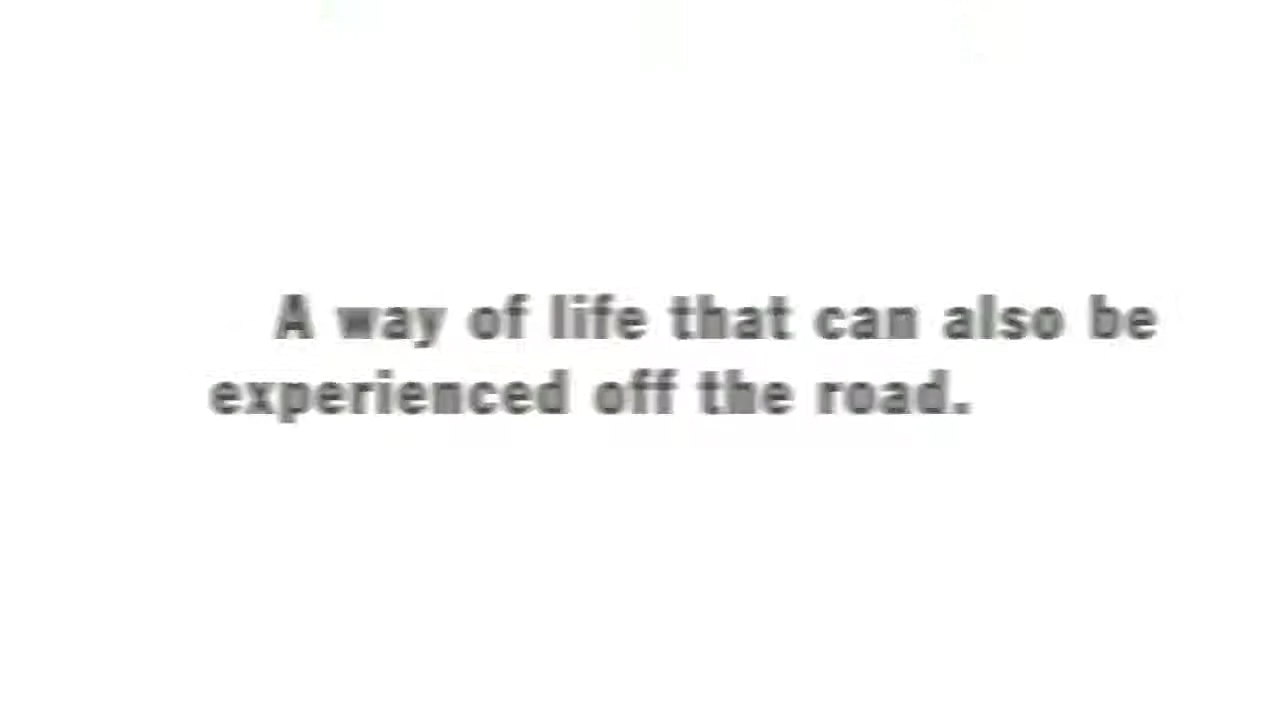 A way of life that can also be
experienced off the road.